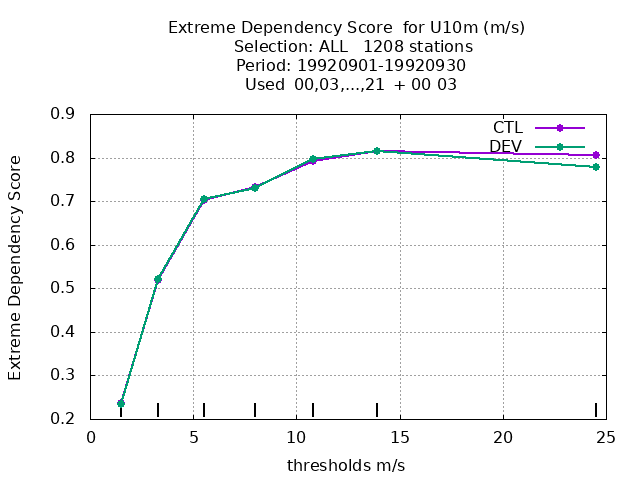 Extreme Dependency Score  for U10m (m/s)
Selection: ALL   1208 stations
Period: 19920901-19920930
Used  00,03,...,21  + 00 03
CTL
DEV
Extreme Dependency Score
0.9
0.8
0.7
0.6
0.5
0.4
0.3
0.2
0 5 10 15 20 25
thresholds m/s